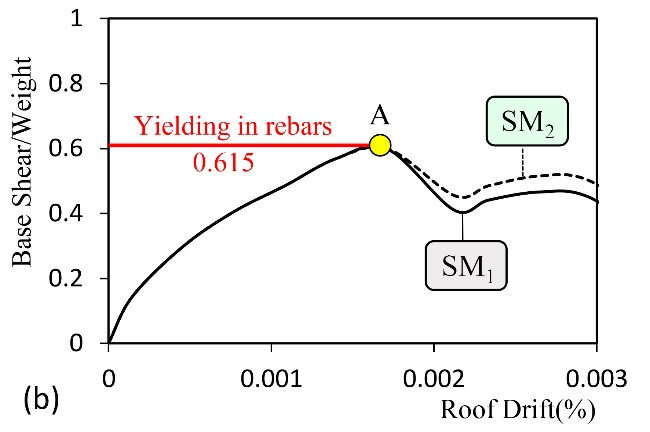 1
0.8
0.6
0.4
0.2
0
Base Shear/Weight
A
Yielding in rebars
0.615
SM2
SM1
0
0.001
0.002
0.003
(b)
Roof Drift(%)